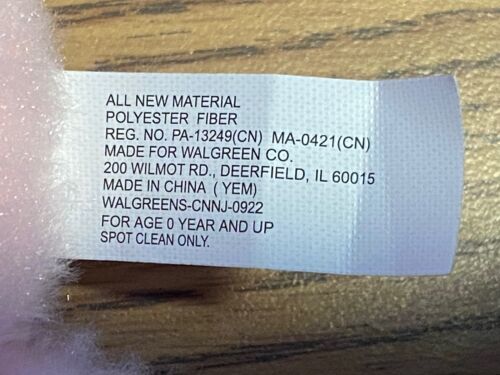 ALL NEW MATERIAL
POLYESTER FIBER
REG. NO. PA-13249(CN) MA-0421(CN)
MADE FOR WALGREEN CO.
200 WILMOT RD., DEERFIELD, IL 60015
MADE IN CHINA ( YEM)
WALGREENS-CNNJ-0922
FOR AGE 0 YEAR AND UP
SPOT CLEAN ONLY.